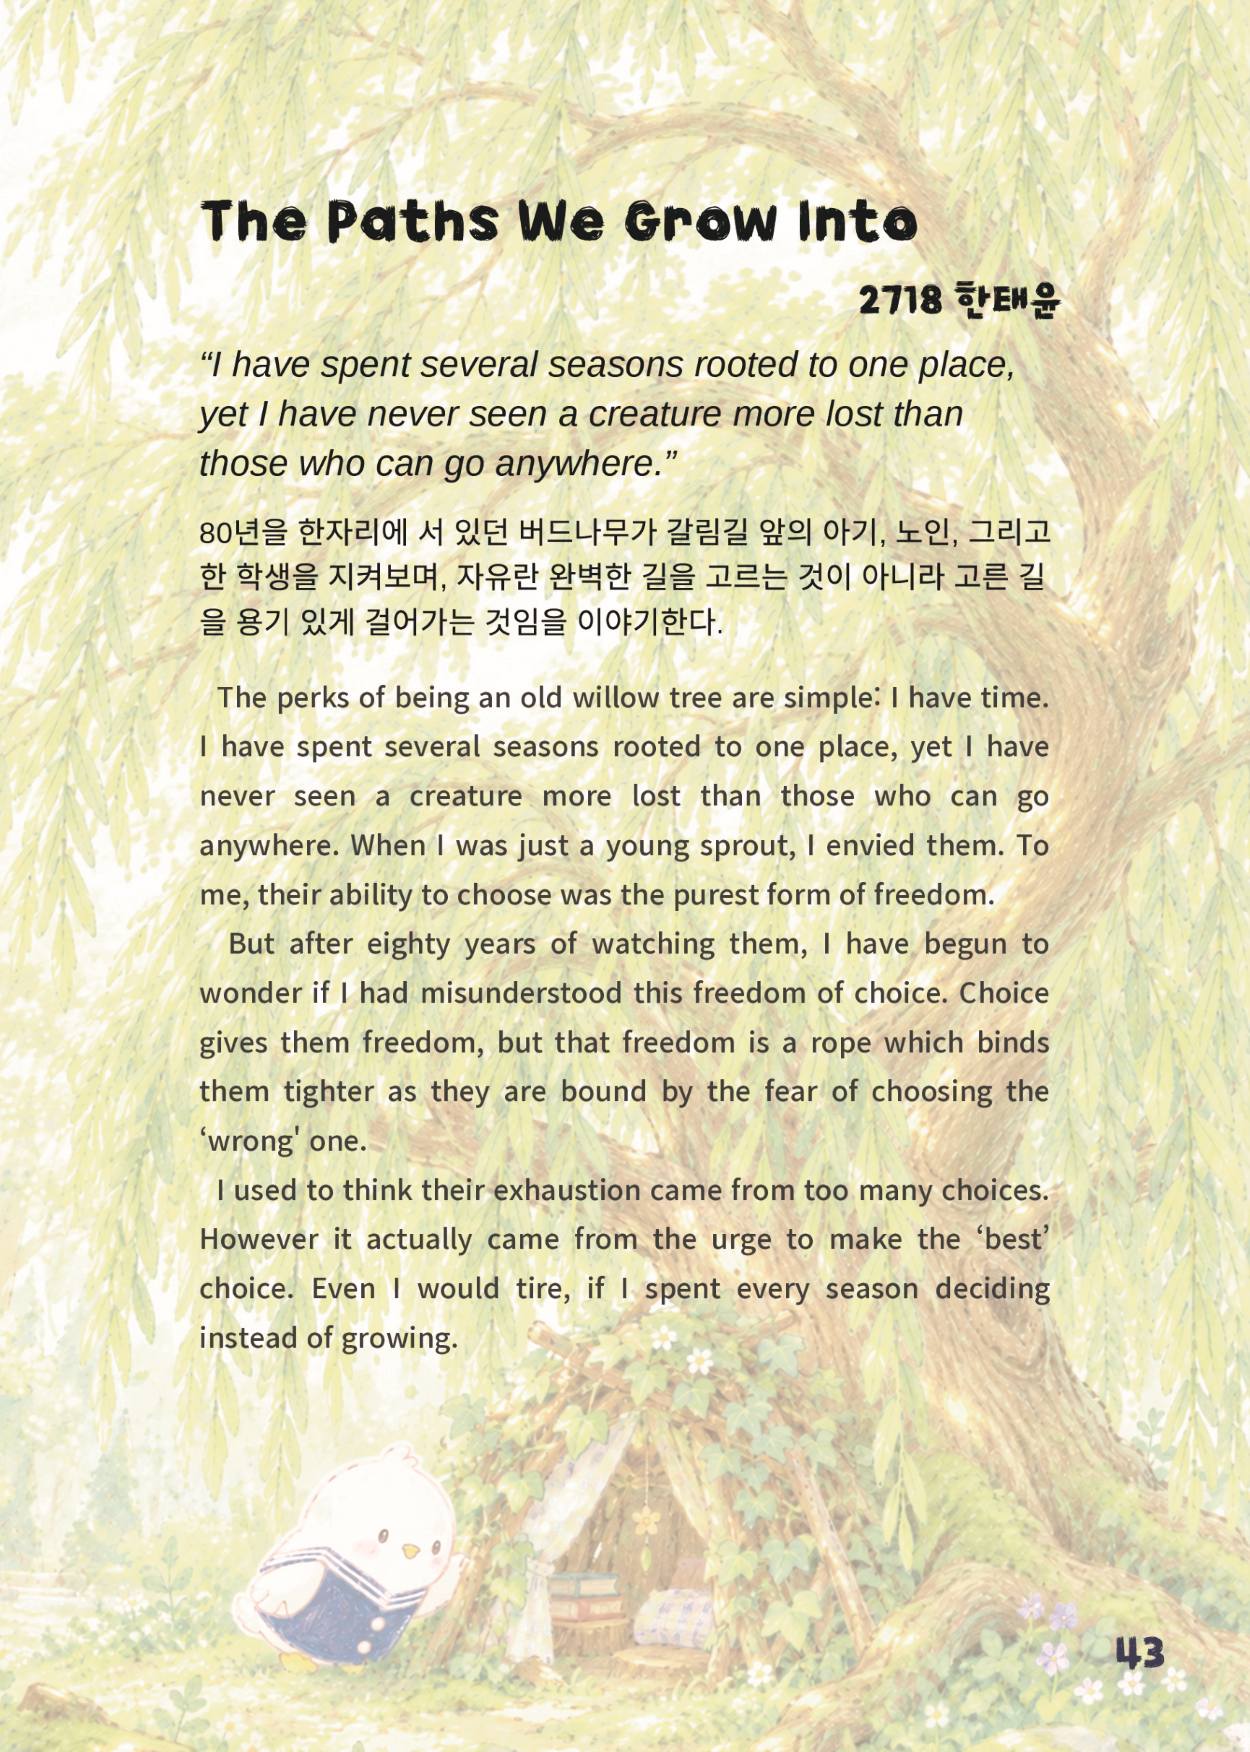 The Paths We Grow Into
2718 한태윤
“I have spent several seasons rooted to one place,
yet I have never seen a creature more lost than
those who can go anywhere.”
80년을 한자리에 서 있던 버드나무가 갈림길 앞의 아기, 노인, 그리고
한 학생을 지켜보며, 자유란 완벽한 길을 고르는 것이 아니라 고른 길
을 용기 있게 걸어가는 것임을 이야기한다.
The perks of being an old willow tree are simple: I have time.
I have spent several seasons rooted to one place, yet I have
never seen a creature more lost than those who can go
anywhere. When I was just a young sprout, I envied them. To
me, their ability to choose was the purest form of freedom.
But after eighty years of watching them, I have begun to
wonder if I had misunderstood this freedom of choice. Choice
gives them freedom, but that freedom is a rope which binds
them tighter as they are bound by the fear of choosing the
‘wrong' one.
I used to think their exhaustion came from too many choices.
However it actually came from the urge to make the ‘best’
choice. Even I would tire, if I spent every season deciding
instead of growing.
43